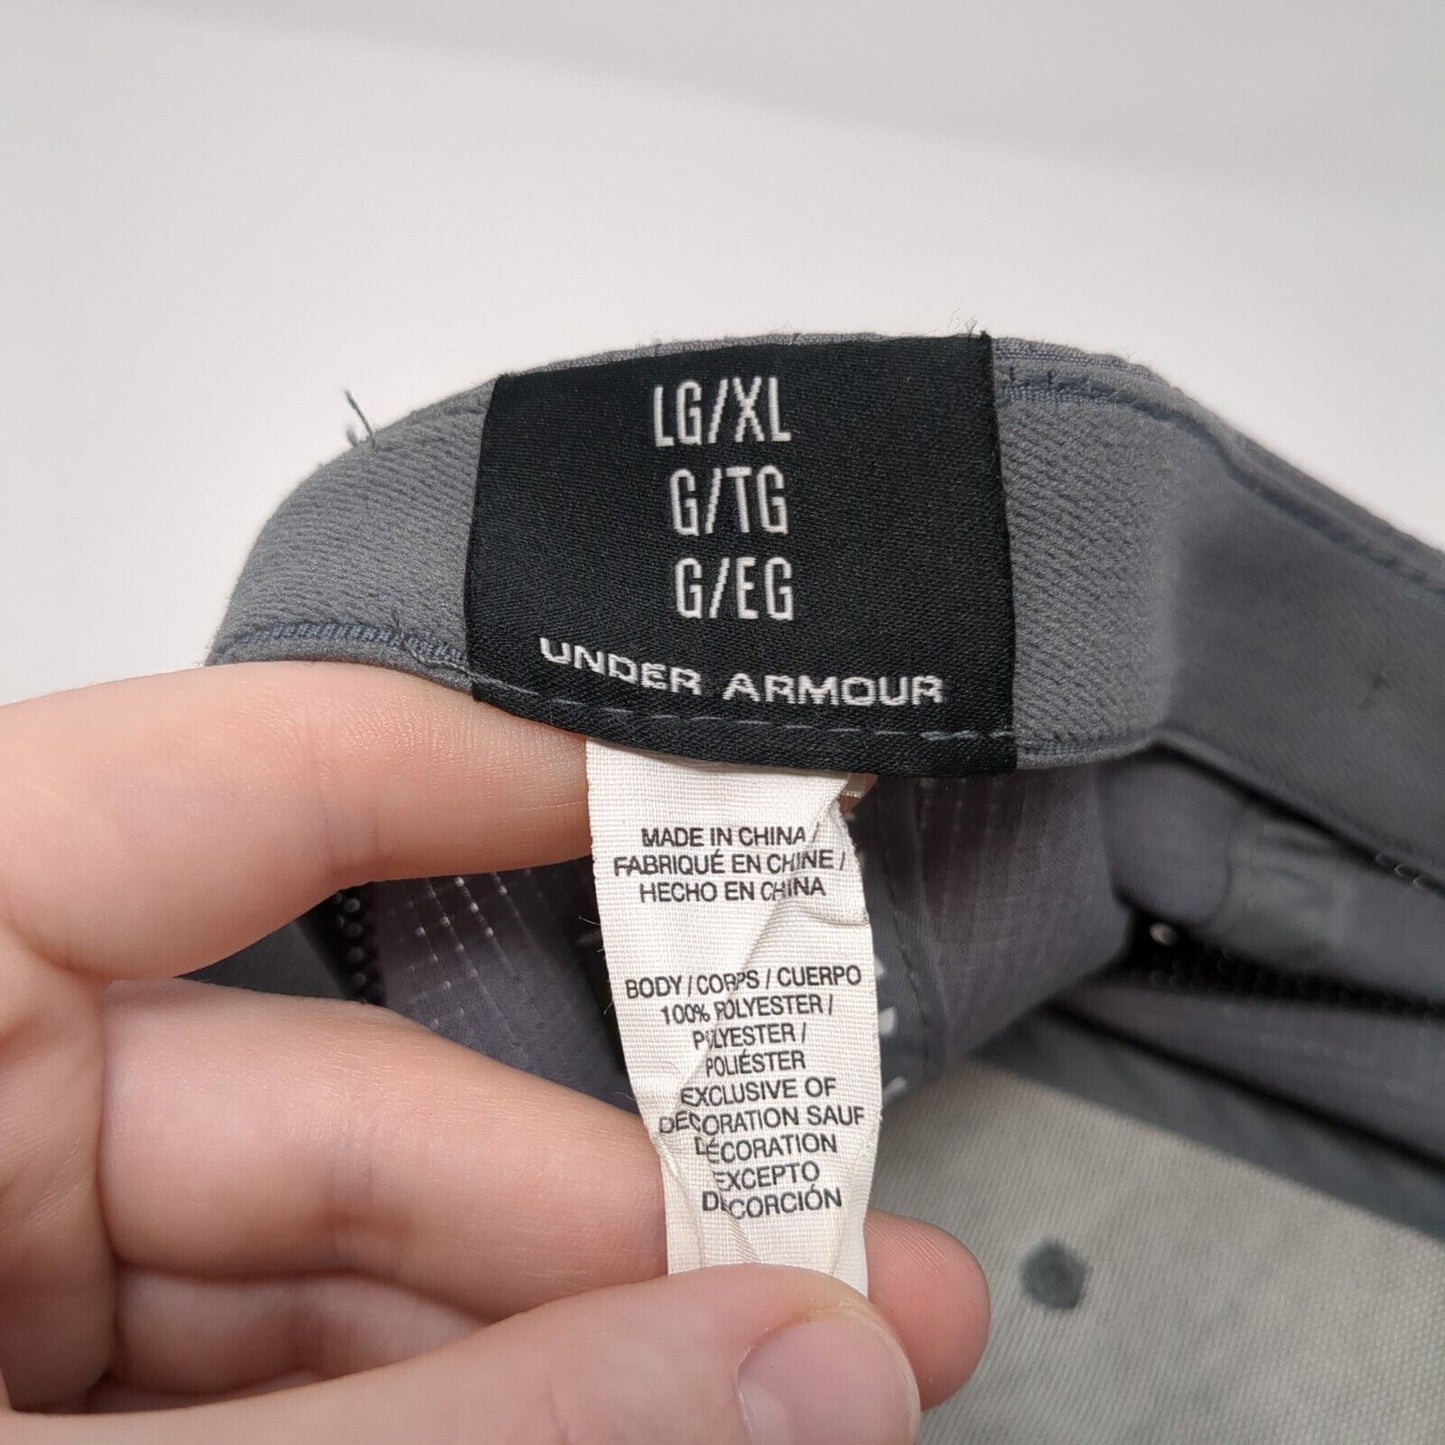 LG/XL
G/TG
G/EG
UNDER ARMOUR
MADE IN CHINA /
FABRIQUÉ EN CHINE /
HECHO EN CHINA
BODY / CORPS / CUERPO
100% POLYESTER /
POLYESTER /
POLIÉSTER
EXCLUSIVE OF
DECORATION SAUF
DÉCORATION
EXCEPTO
DECORCIÓN